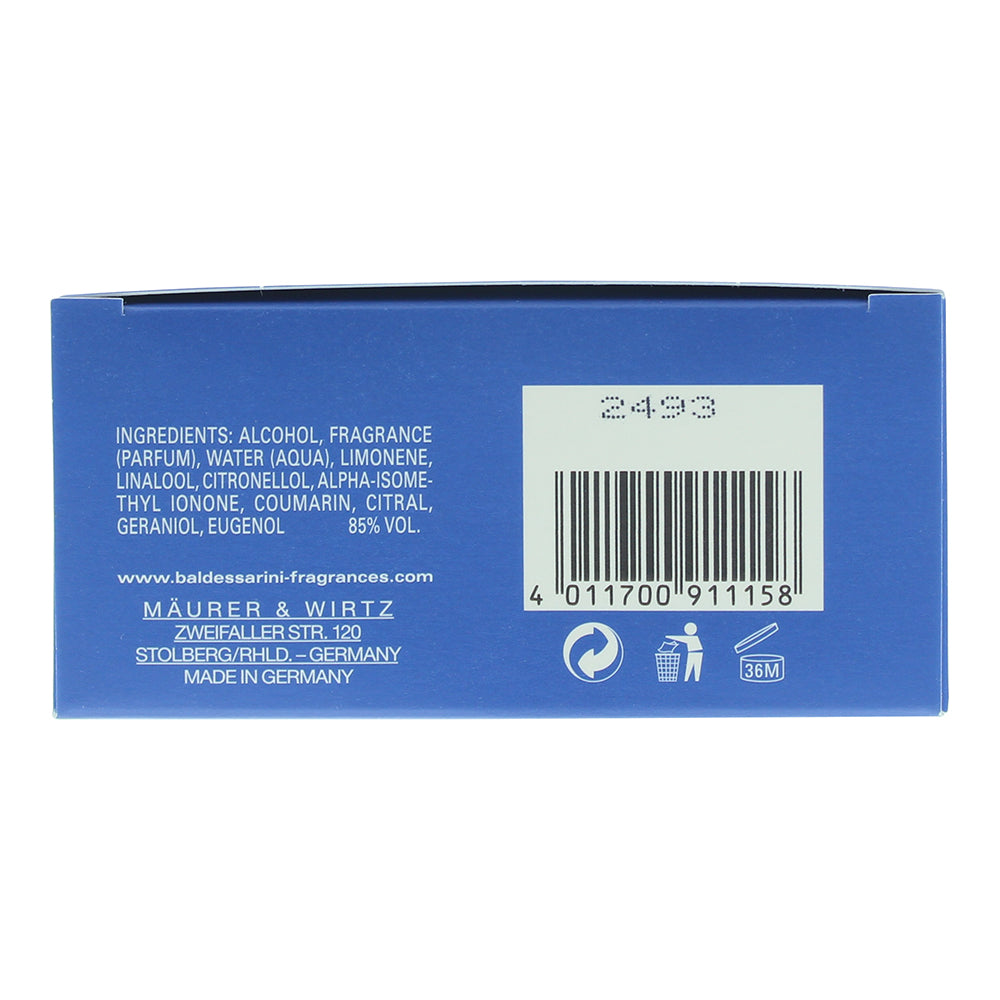 INGREDIENTS: ALCOHOL, FRAGRANCE
(PARFUM), WATER (AQUA), LIMONENE,
LINALOOL, CITRONELLOL, ALPHA-ISOME-
THYL IONONE, COUMARIN, CITRAL,
GERANIOL, EUGENOL 85% VOL.
www.baldessarini-fragrances.com
MÄURER & WIRTZ
ZWEIFALLER STR. 120
STOLBERG/RHLD. – GERMANY
MADE IN GERMANY
2493
4 011700 911158
36M